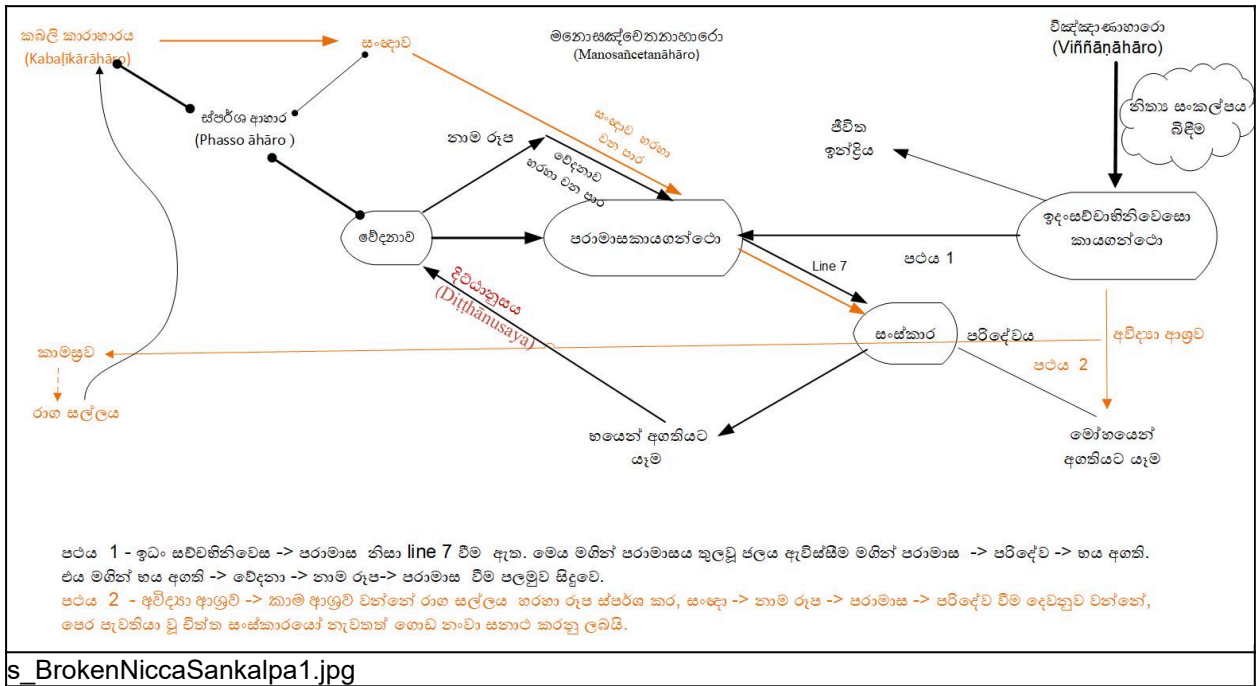 කබලි කාරාහාරය
(Kabaḷīkārāhāro)
සංඥාව
මනොසඤ්චෙතනාහාරො
(Manosañcetanāhāro)
විඤ්ඤාණාහාරො
(Viññāṇāhāro)
නිත්‍ය සංකල්පය
බිඳීම
ස්පර්ශ ආහාර
(Phasso āhāro )
නාම රූප
සංඥාව හරහා
වන පාර
වේදනාව
හරහා වන පාර
ජීවිත
ඉන්ද්‍රිය
වේදනාව
පරාමාසකායගන්ථො
ඉදංසච්චාභිනිවෙසො
කායගන්ථො
Line 7
පථය 1
දිට්ඨානුසය
(Diṭṭhānusaya)
සංස්කාර
පරිදේවය
අවිද්‍යා ආශ්‍රව
කාමස්‍රව
පථය 2
රාග සල්ලය
භයෙන් අගතියට
යෑම
මෝහයෙන්
අගතියට යෑම
පථය 1 - ඉධං සච්චභිනිවෙස -> පරාමාස නිසා line 7 වීම ඇත. මෙය මගින් පරාමාසය තුලවූ ජලය ඇවිස්සීම මගින් පරාමාස -> පරිදේව -> භය අගති.
එය මගින් භය අගති -> වේදනා -> නාම රූප-> පරාමාස වීම පලමුව සිදුවෙ.
පථය 2 - අවිද්‍යා ආශ්‍රව -> කාම ආශ්‍රව වන්නේ රාග සල්ලය හරහා රූප ස්පර්ශ කර, සංඥා -> නාම රූප -> පරාමාස -> පරිදේව වීම දෙවනුව වන්නේ,
පෙර පැවතියා වූ චිත්ත සංස්කාරයෝ නැවතත් ගොඩ නංවා සනාථ කරනු ලබයි.
s_BrokenNiccaSankalpa1.jpg